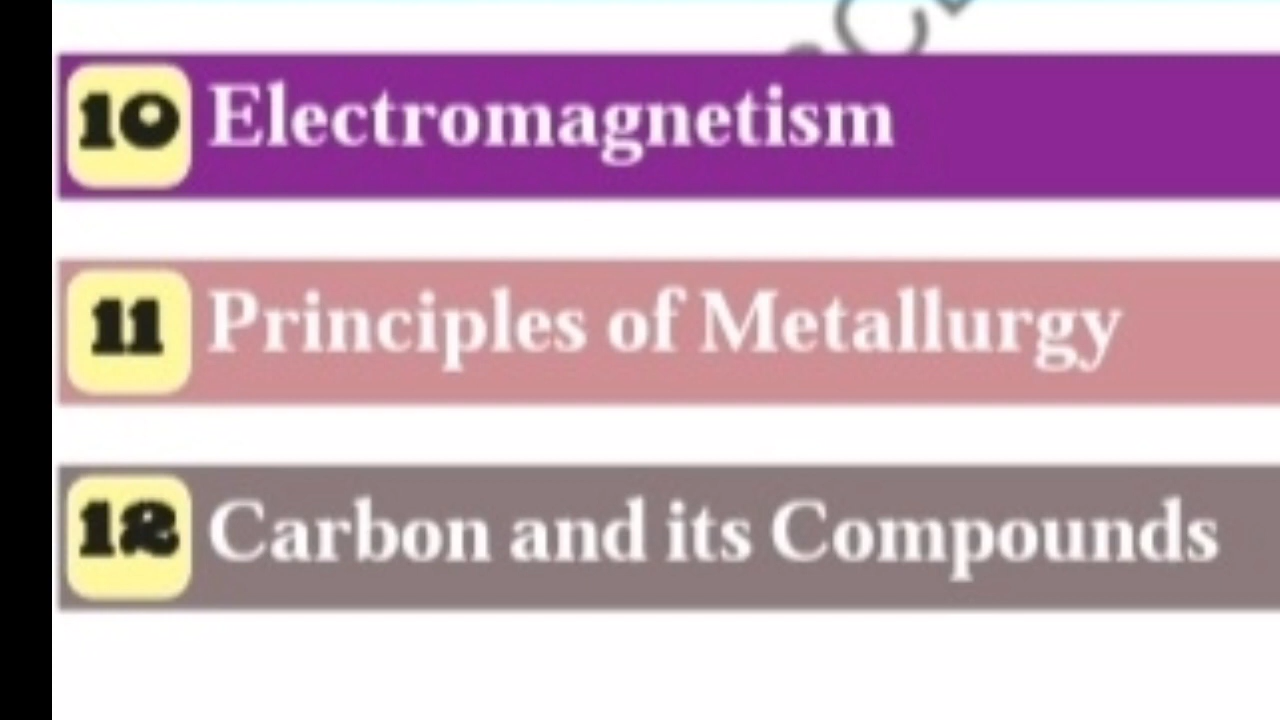 10 Electromagnetism
11 Principles of Metallurgy
12 Carbon and its Compounds